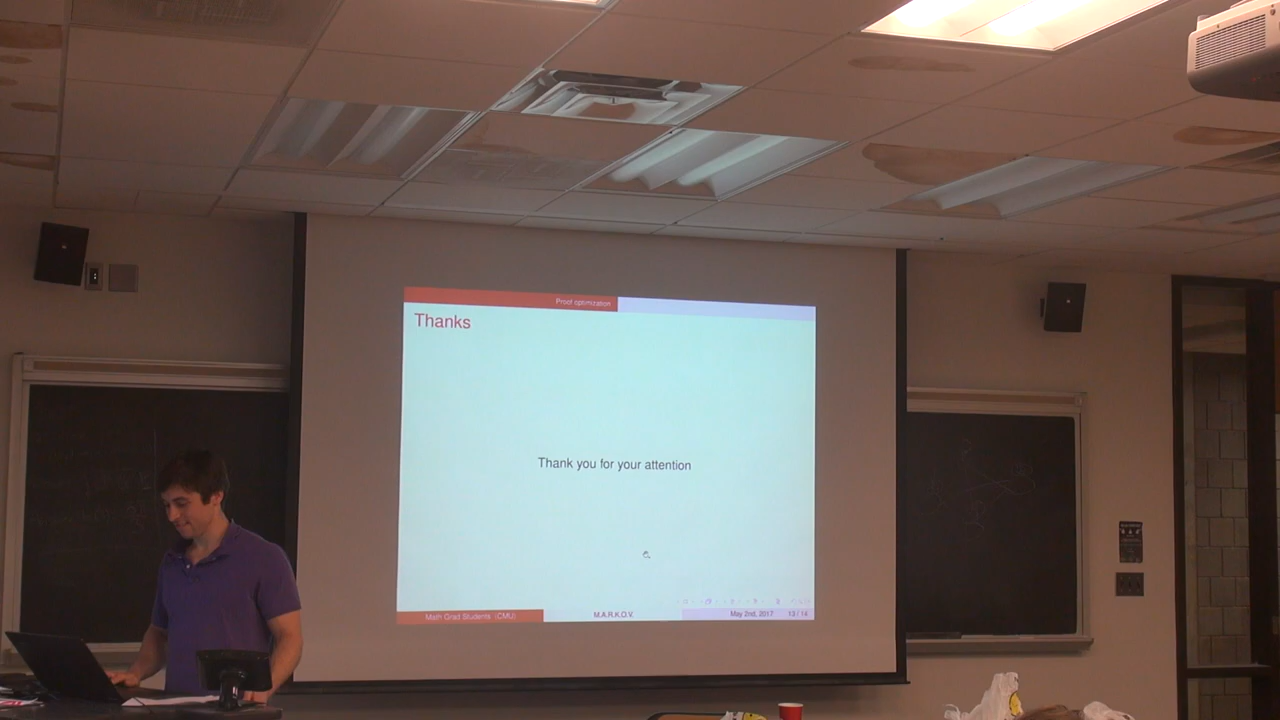 Proof optimization
Thanks
Thank you for your attention
Math Grad Students (CMU)
M.A.R.K.O.V.
May 2nd, 2017
13 / 14